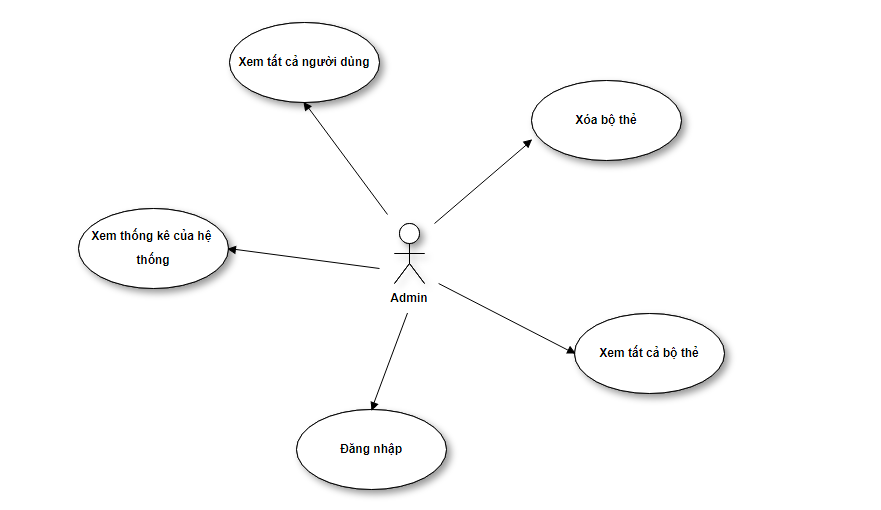 Xem tất cả người dùng
Xóa bộ thẻ
Xem thống kê của hệ
thống
Admin
Xem tất cả bộ thẻ
Đăng nhập